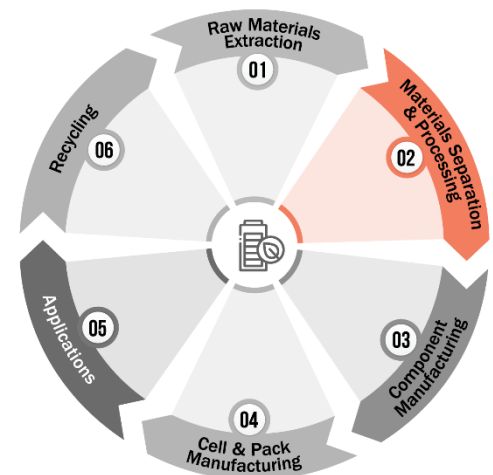 Raw Materials
Extraction
01
Materials Separation
& Processing
02
03
Component
Manufacturing
04
Cell & Pack
Manufacturing
05
Applications
06
Recycling